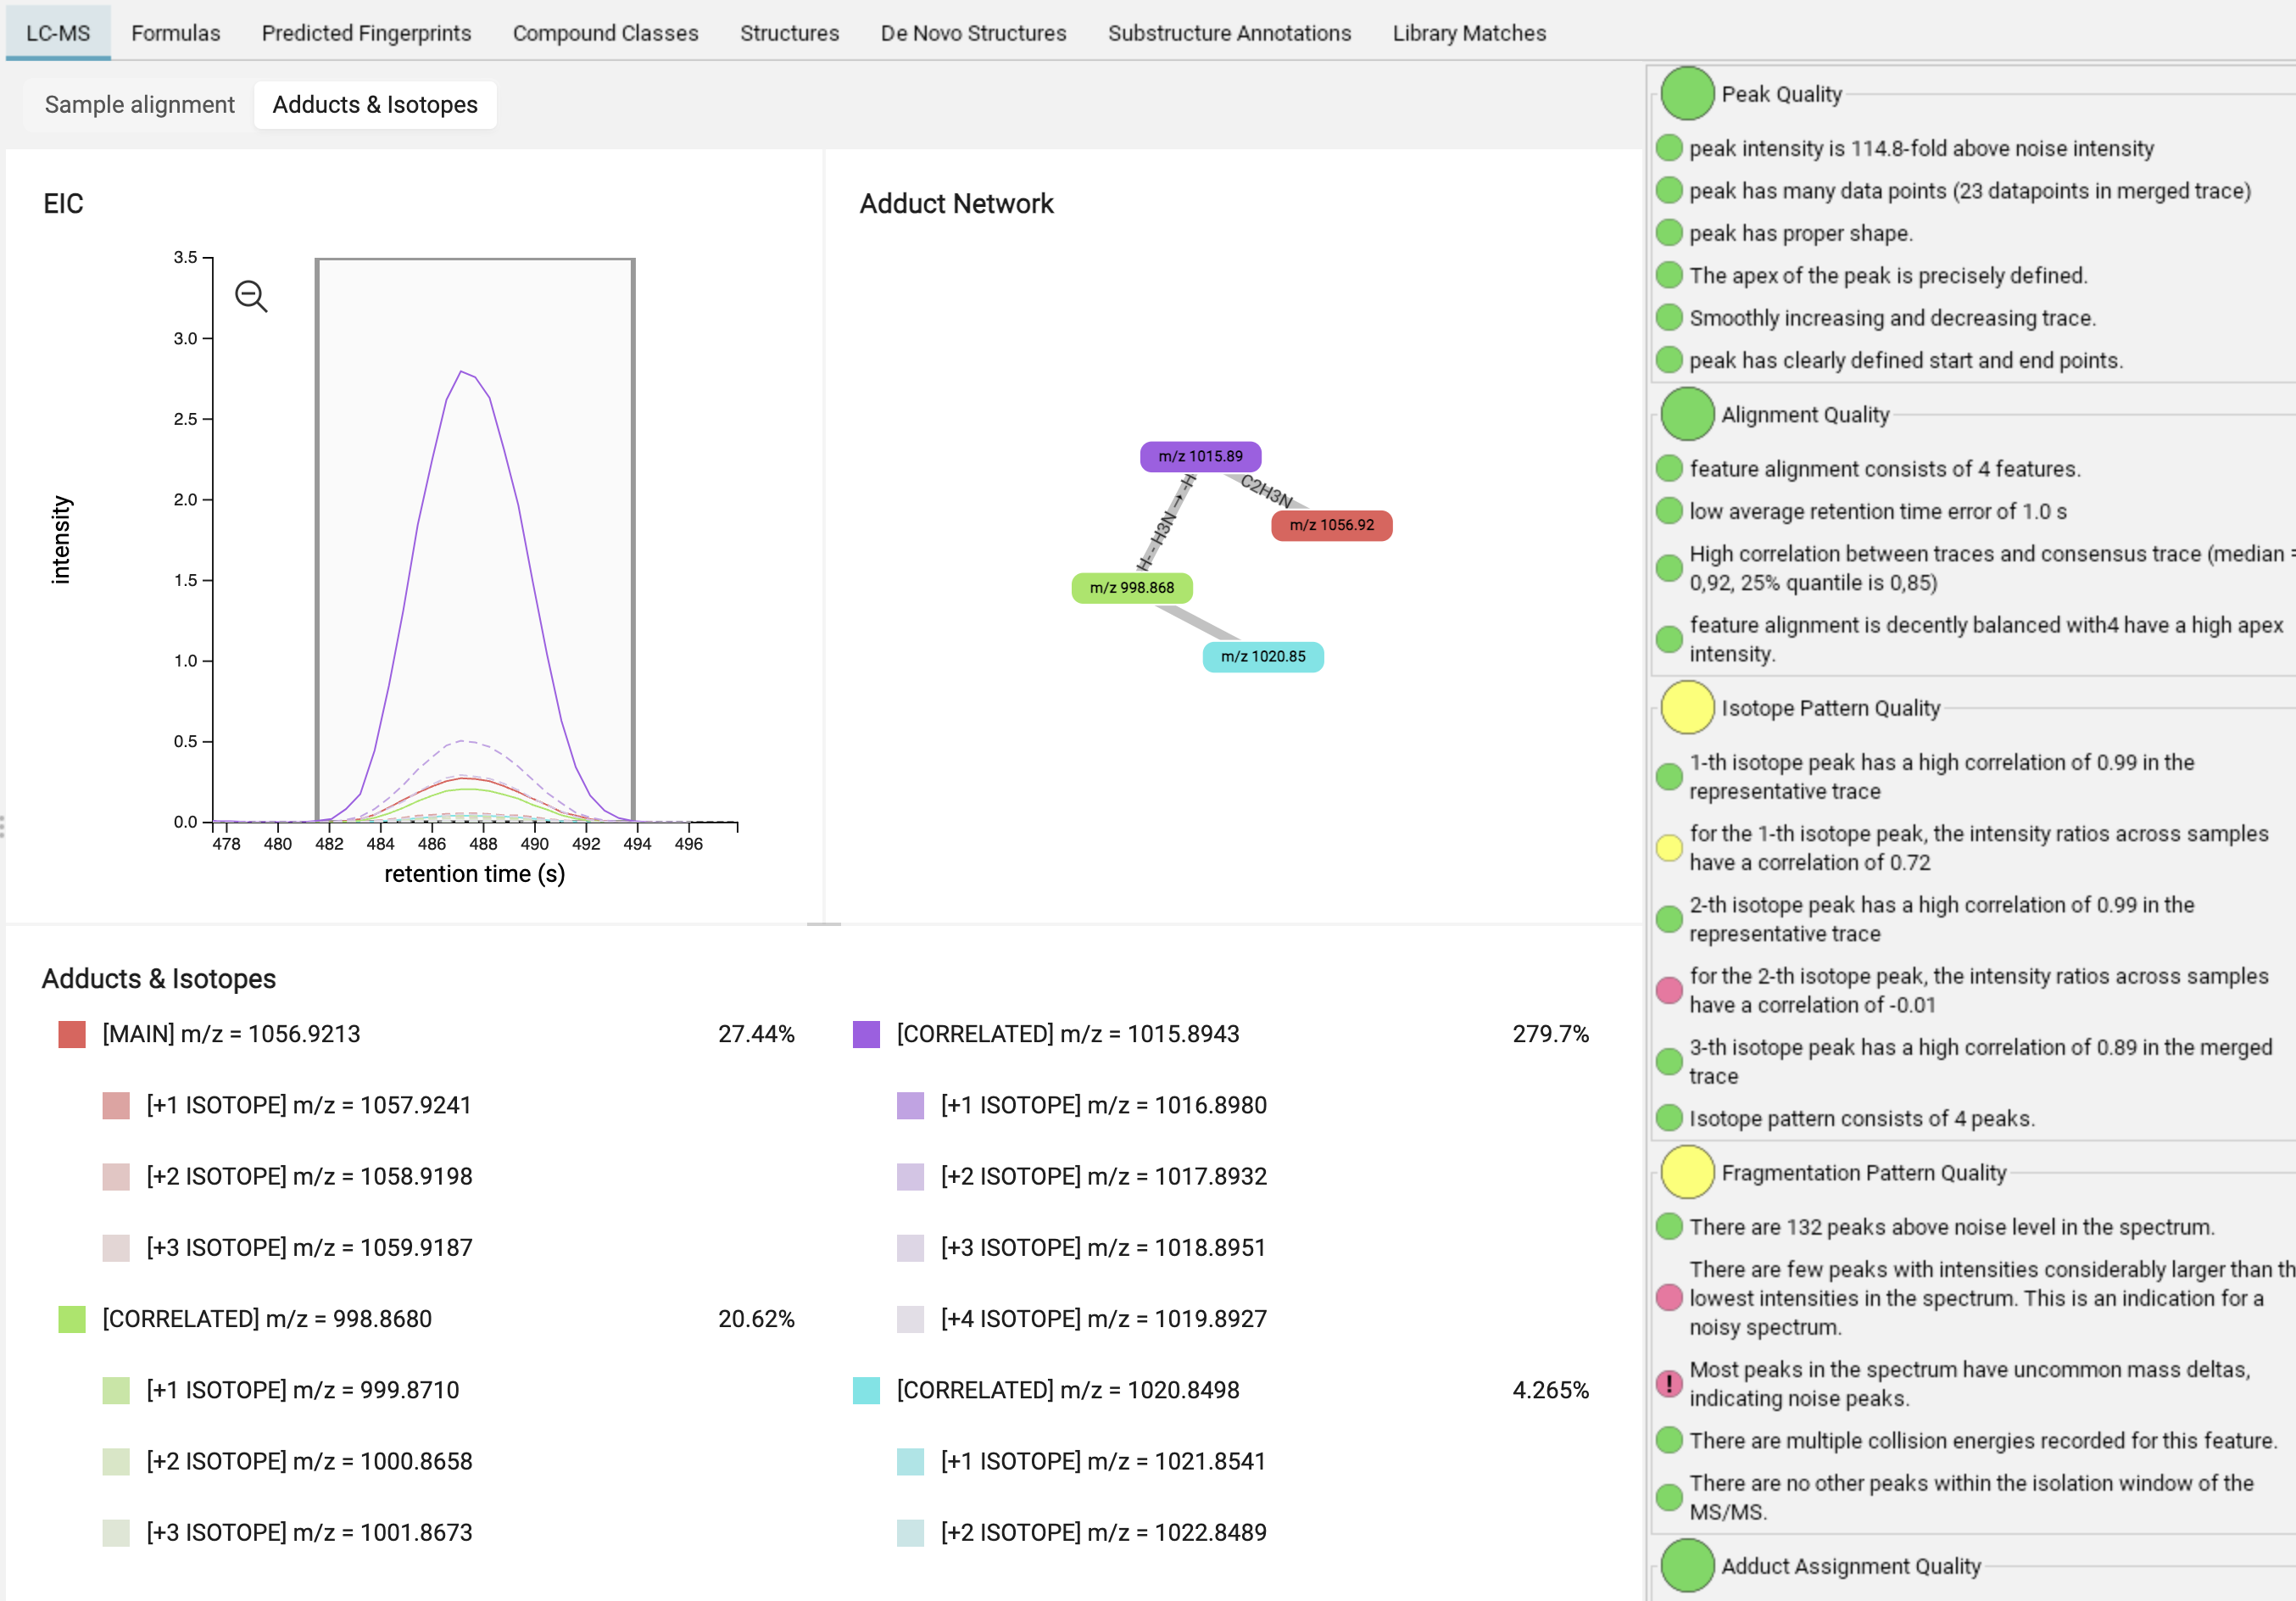 LC-MS Formulas Predicted Fingerprints Compound Classes Structures De Novo Structures Substructure Annotations Library Matches
Sample alignment Adducts & Isotopes
EIC
3.5
3.0
2.5
2.0
1.5
1.0
0.5
0.0
intensity
478 480 482 484 486 488 490 492 494 496
retention time (s)
Adduct Network
m/z 1015.89
C2H3N
m/z 1056.92
H- - H3N → -H
m/z 998.868
m/z 1020.85
Adducts & Isotopes
[MAIN] m/z = 1056.9213 27.44%
[+1 ISOTOPE] m/z = 1057.9241
[+2 ISOTOPE] m/z = 1058.9198
[+3 ISOTOPE] m/z = 1059.9187
[CORRELATED] m/z = 998.8680 20.62%
[+1 ISOTOPE] m/z = 999.8710
[+2 ISOTOPE] m/z = 1000.8658
[+3 ISOTOPE] m/z = 1001.8673
[CORRELATED] m/z = 1015.8943 279.7%
[+1 ISOTOPE] m/z = 1016.8980
[+2 ISOTOPE] m/z = 1017.8932
[+3 ISOTOPE] m/z = 1018.8951
[+4 ISOTOPE] m/z = 1019.8927
[CORRELATED] m/z = 1020.8498 4.265%
[+1 ISOTOPE] m/z = 1021.8541
[+2 ISOTOPE] m/z = 1022.8489
Peak Quality
peak intensity is 114.8-fold above noise intensity
peak has many data points (23 datapoints in merged trace)
peak has proper shape.
The apex of the peak is precisely defined.
Smoothly increasing and decreasing trace.
peak has clearly defined start and end points.
Alignment Quality
feature alignment consists of 4 features.
low average retention time error of 1.0 s
High correlation between traces and consensus trace (median =
0,92, 25% quantile is 0,85)
feature alignment is decently balanced with4 have a high apex
intensity.
Isotope Pattern Quality
1-th isotope peak has a high correlation of 0.99 in the
representative trace
for the 1-th isotope peak, the intensity ratios across samples
have a correlation of 0.72
2-th isotope peak has a high correlation of 0.99 in the
representative trace
for the 2-th isotope peak, the intensity ratios across samples
have a correlation of -0.01
3-th isotope peak has a high correlation of 0.89 in the merged
trace
Isotope pattern consists of 4 peaks.
Fragmentation Pattern Quality
There are 132 peaks above noise level in the spectrum.
There are few peaks with intensities considerably larger than th
lowest intensities in the spectrum. This is an indication for a
noisy spectrum.
! Most peaks in the spectrum have uncommon mass deltas,
indicating noise peaks.
There are multiple collision energies recorded for this feature.
There are no other peaks within the isolation window of the
MS/MS.
Adduct Assignment Quality